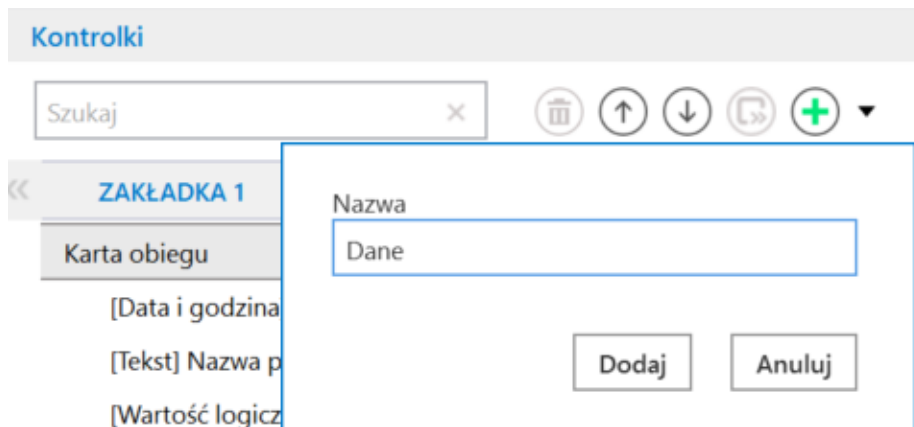 Kontrolki
Szukaj
ZAKŁADKA 1
Karta obiegu
[Data i godzina
[Tekst] Nazwa p
[Wartość logicz
Nazwa
Dane
Dodaj Anuluj